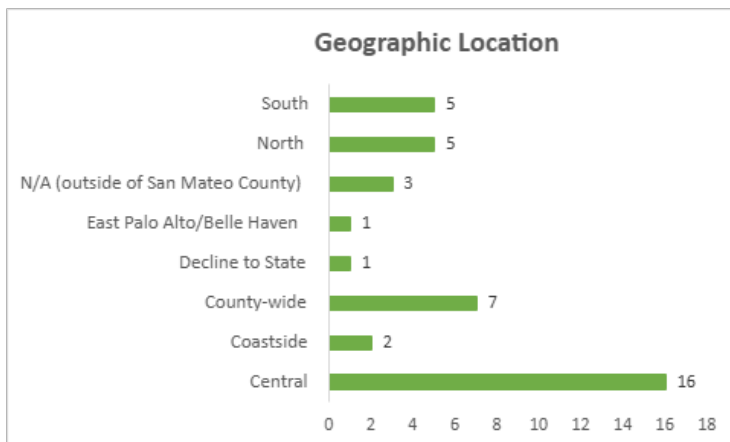 Geographic Location
South 5
North 5
N/A (outside of San Mateo County) 3
East Palo Alto/Belle Haven 1
Decline to State 1
County-wide 7
Coastside 2
Central 16
0 2 4 6 8 10 12 14 16 18